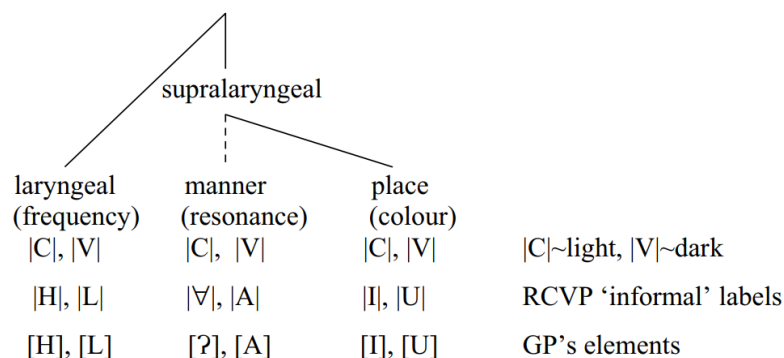 supralaryngeal
laryngeal manner place
(frequency) (resonance) (colour)
|C|, |V| |C|, |V| |C|, |V| |C|~light, |V|~dark
|H|, |L| |∀|, |A| |I|, |U| RCVP ‘informal’ labels
[H], [L] [ʔ], [A] [I], [U] GP’s elements